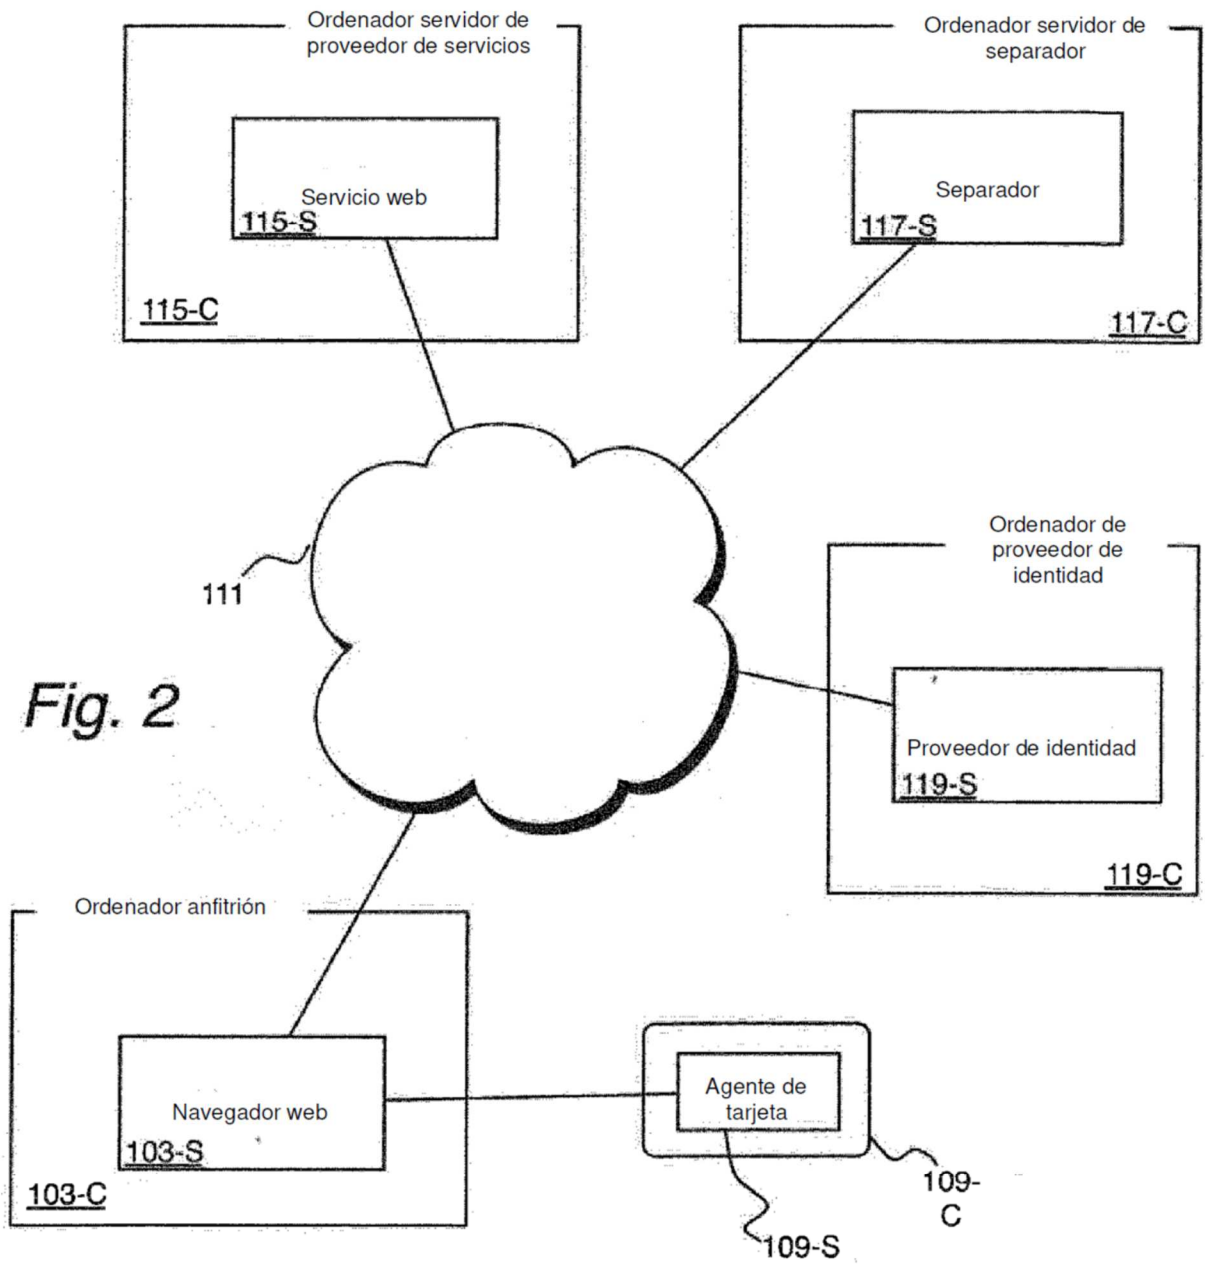 Ordenador servidor de
proveedor de servicios
Servicio web
115-S
115-C
Ordenador servidor de
separador
Separador
117-S
117-C
111
Ordenador de
proveedor de
identidad
Proveedor de identidad
119-S
119-C
Fig. 2
Ordenador anfitrión
Navegador web
103-S
103-C
Agente de
tarjeta
109-
C
109-S